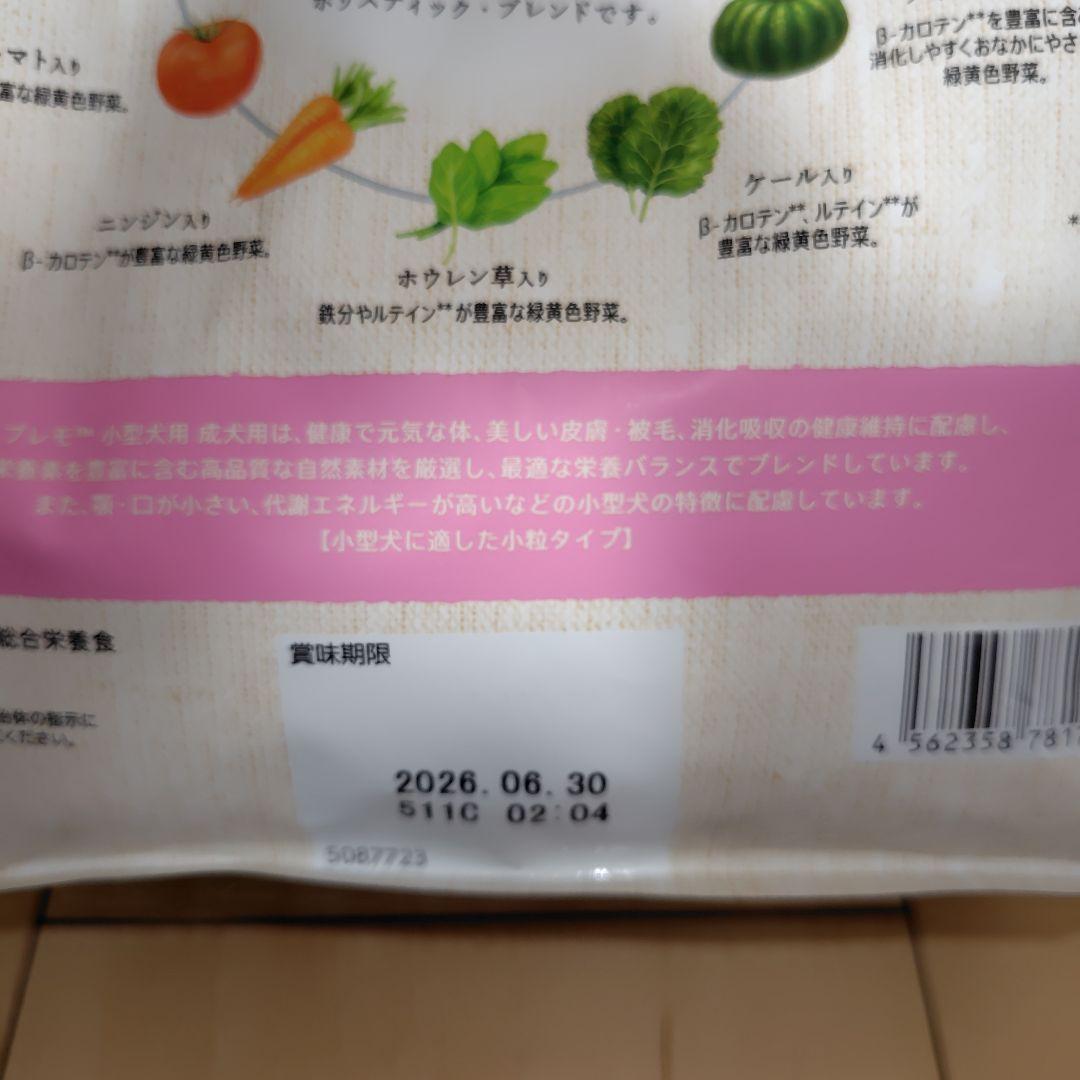 ホリスティック・ブレンドです。
マト入り
富な緑黄色野菜。
β-カロテン**を豊富に含
消化しやすくおなかにやさ
緑黄色野菜。
ニンジン入り
β-カロテン**が豊富な緑黄色野菜。
ホウレン草入り
鉄分やルテイン**が豊富な緑黄色野菜。
ケール入り
β-カロテン**、ルテイン**が
豊富な緑黄色野菜。
プレモ™ 小型犬用 成犬用は、健康で元気な体、美しい皮膚・被毛、消化吸収の健康維持に配慮し、
栄養素を豊富に含む高品質な自然素材を厳選し、最適な栄養バランスでブレンドしています。
また、顎・口が小さい、代謝エネルギーが高いなどの小型犬の特徴に配慮しています。
【小型犬に適した小粒タイプ】
総合栄養食
治体の指示に
ください。
賞味期限
2026.06.30
511C 02:04
5087723
4 562358 781